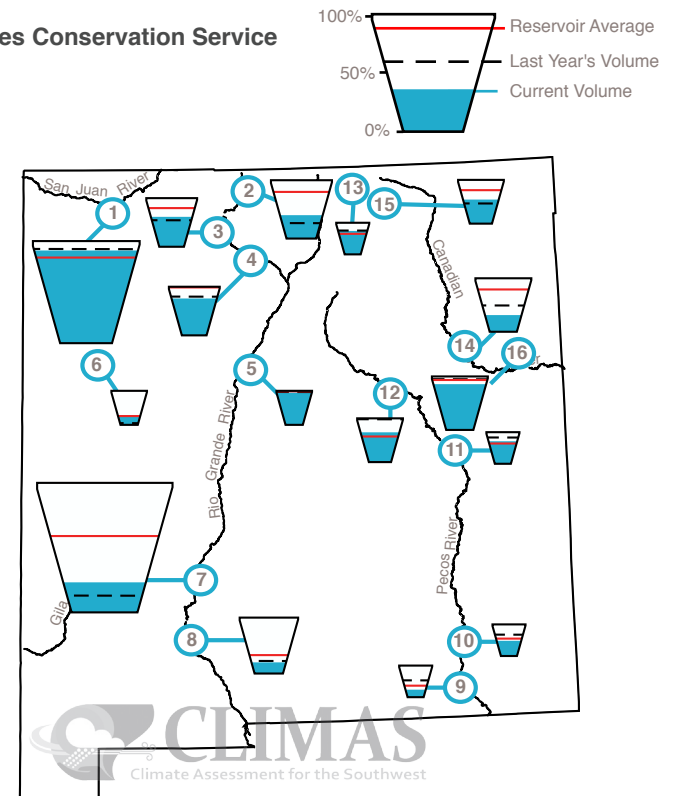 es Conservation Service
100%
50%
0%
Reservoir Average
Last Year's Volume
Current Volume
San Juan River
1
2
3
4
13
15
Canadian
14
16
er
5
6
12
11
Rio Grande River
Pecos River
7
8
10
9
Gila
CLIMAS
Climate Assessment for the Southwest